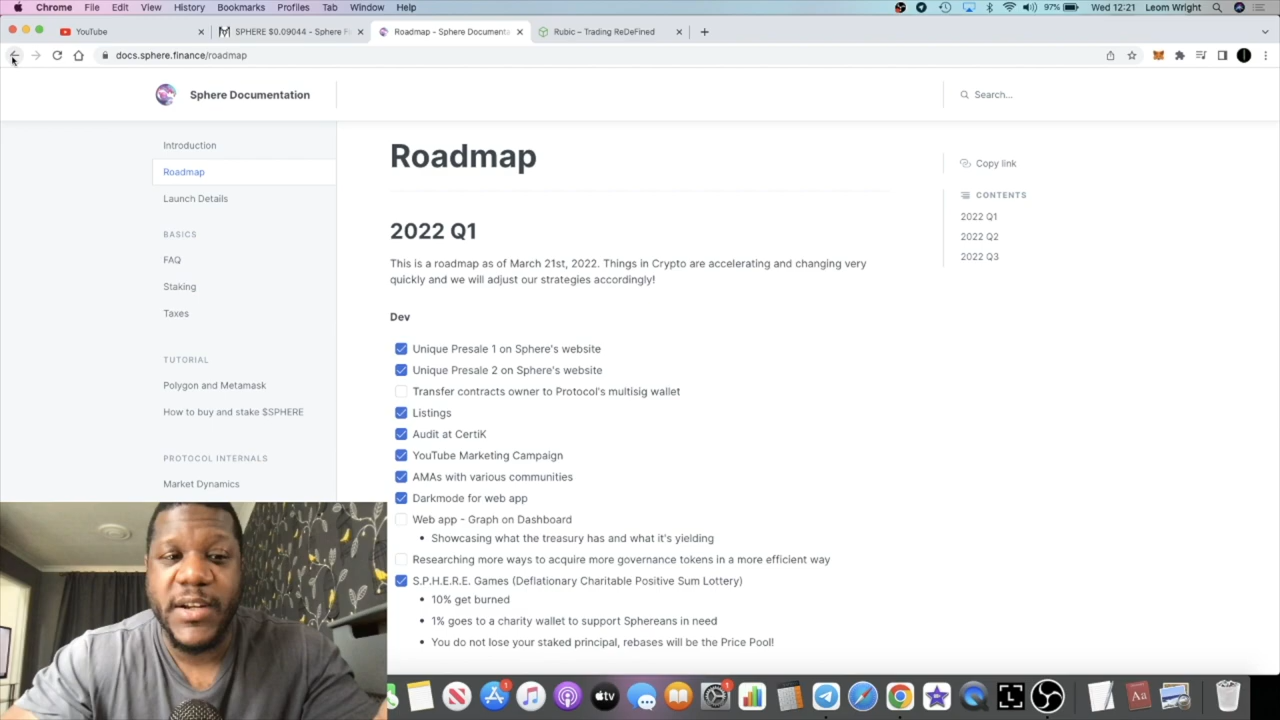 Chrome File Edit View History Bookmarks Profiles Tab Window Help 97% Wed 12:21 Leom Wright
YouTube SPHERE $0.09044 - Sphere F Roadmap - Sphere Documenta Rubic – Trading ReDeFined
docs.sphere.finance/roadmap
Sphere Documentation
Search...
Introduction
Roadmap
Launch Details
BASICS
FAQ
Staking
Taxes
TUTORIAL
Polygon and Metamask
How to buy and stake $SPHERE
PROTOCOL INTERNALS
Market Dynamics
Roadmap
2022 Q1
This is a roadmap as of March 21st, 2022. Things in Crypto are accelerating and changing very
quickly and we will adjust our strategies accordingly!
Dev
Unique Presale 1 on Sphere's website
Unique Presale 2 on Sphere's website
Transfer contracts owner to Protocol's multisig wallet
Listings
Audit at CertiK
YouTube Marketing Campaign
AMAs with various communities
Darkmode for web app
Web app - Graph on Dashboard
• Showcasing what the treasury has and what it's yielding
Researching more ways to acquire more governance tokens in a more efficient way
S.P.H.E.R.E. Games (Deflationary Charitable Positive Sum Lottery)
• 10% get burned
• 1% goes to a charity wallet to support Sphereans in need
• You do not lose your staked principal, rebases will be the Price Pool!
Copy link
CONTENTS
2022 Q1
2022 Q2
2022 Q3
1
tv
1
L
Aa